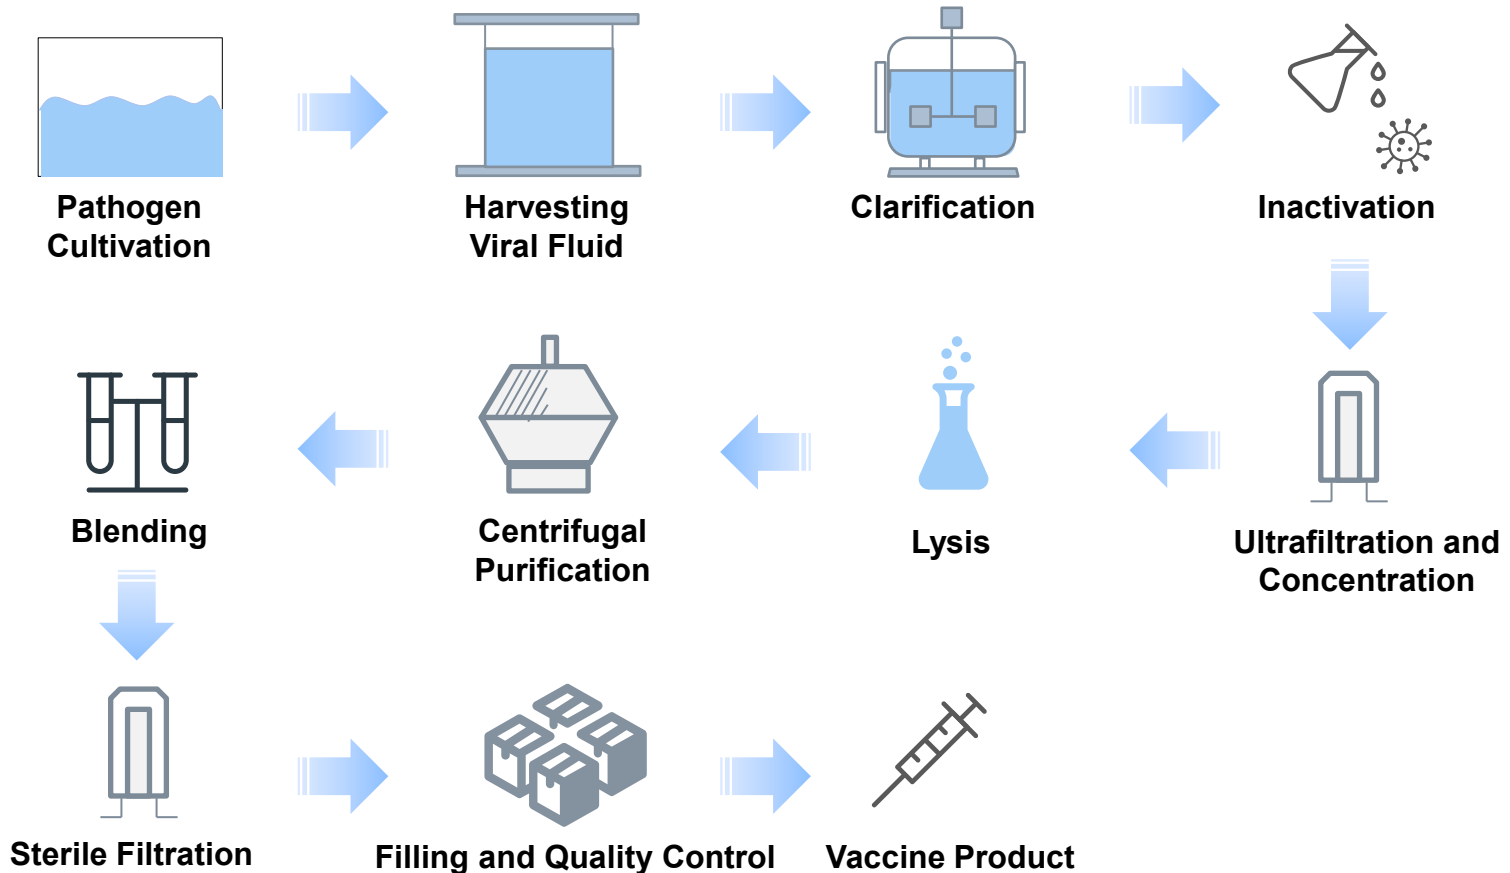 Pathogen
Cultivation
Harvesting
Viral Fluid
Clarification
Inactivation
Blending
Centrifugal
Purification
Lysis
Ultrafiltration and
Concentration
Sterile Filtration
Filling and Quality Control
Vaccine Product